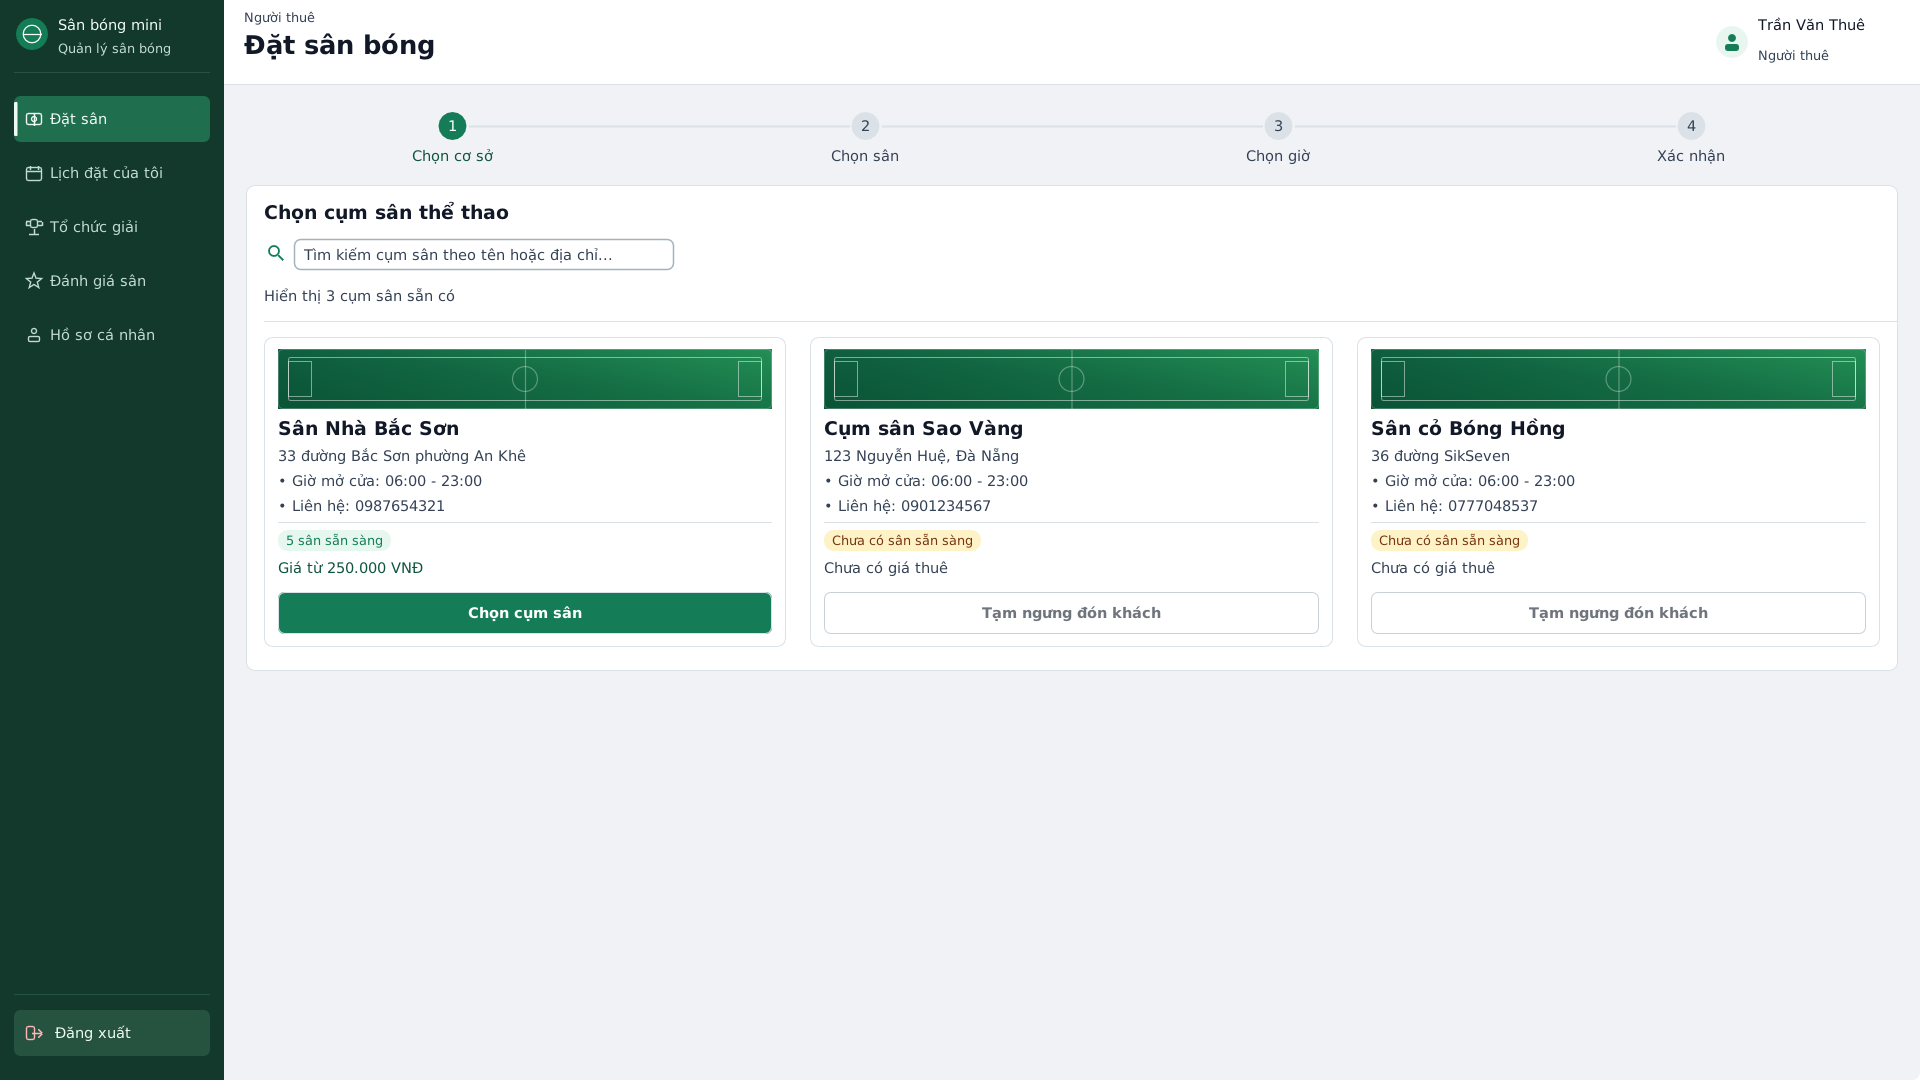 Sân bóng mini
Quản lý sân bóng
Đặt sân
Lịch đặt của tôi
Tổ chức giải
Đánh giá sân
Hồ sơ cá nhân
Đăng xuất
Người thuê
Đặt sân bóng
Trần Văn Thuê
Người thuê
1
2
3
4
Chọn cơ sở
Chọn sân
Chọn giờ
Xác nhận
Chọn cụm sân thể thao
Tìm kiếm cụm sân theo tên hoặc địa chỉ...
Hiển thị 3 cụm sân sẵn có
Sân Nhà Bắc Sơn
33 đường Bắc Sơn phường An Khê
• Giờ mở cửa: 06:00 - 23:00
• Liên hệ: 0987654321
5 sân sẵn sàng
Giá từ 250.000 VNĐ
Chọn cụm sân
Cụm sân Sao Vàng
123 Nguyễn Huệ, Đà Nẵng
• Giờ mở cửa: 06:00 - 23:00
• Liên hệ: 0901234567
Chưa có sân sẵn sàng
Chưa có giá thuê
Tạm ngưng đón khách
Sân cỏ Bóng Hồng
36 đường SikSeven
• Giờ mở cửa: 06:00 - 23:00
• Liên hệ: 0777048537
Chưa có sân sẵn sàng
Chưa có giá thuê
Tạm ngưng đón khách